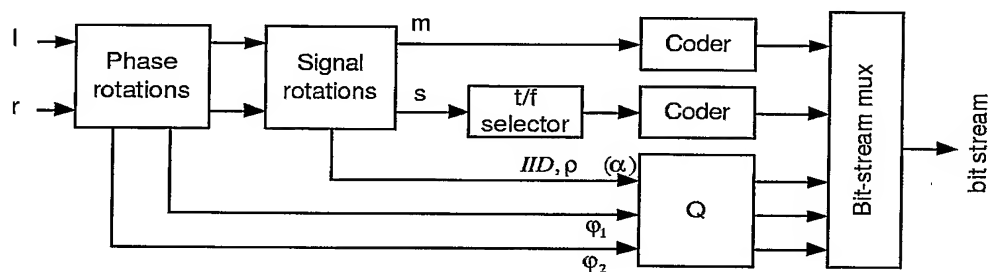 l
r
Phase
rotations
Signal
rotations
m
s
t/f
selector
Coder
Coder
IID, ρ (α)
φ₁
φ₂
Q
Bit-stream mux
bit stream